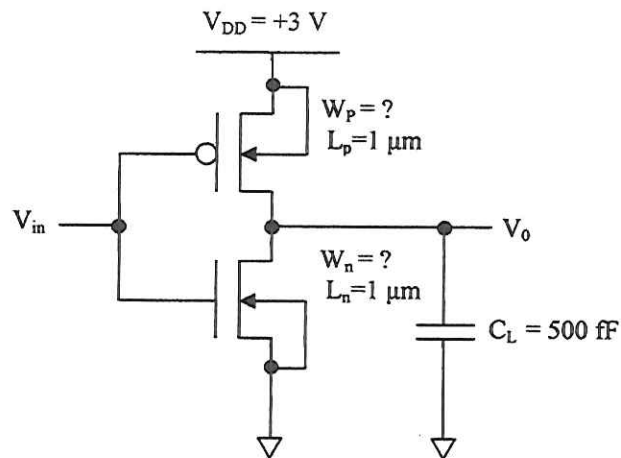 V_DD = +3 V
W_P = ?
L_p=1 μm
V_in
V_0
W_n = ?
L_n=1 μm
C_L = 500 fF